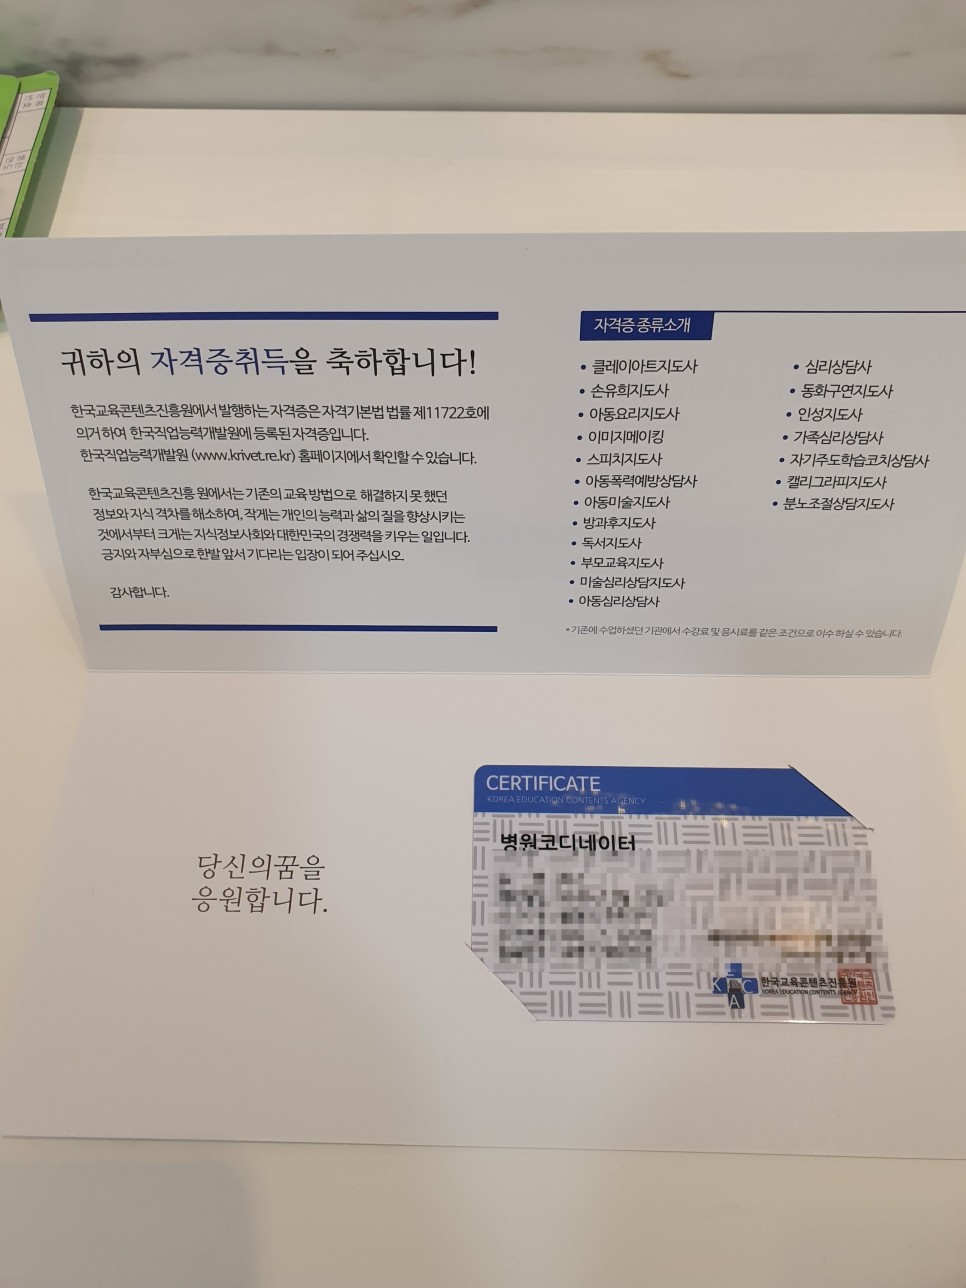 귀하의 자격증취득을 축하합니다!
한국교육콘텐츠진흥원에서 발행하는 자격증은 자격기본법 법률 제11722호에
의거 하여 한국직업능력개발원에 등록된 자격증입니다.
한국직업능력개발원 (www.krivet.re.kr) 홈페이지에서 확인할 수 있습니다.
한국교육콘텐츠진흥 원에서는 기존의 교육 방법으로 해결하지 못 했던
정보와 지식 격차를 해소하여, 작게는 개인의 능력과 삶의 질을 향상시키는
것에서부터 크게는 지식정보사회와 대한민국의 경쟁력을 키우는 일입니다.
긍지와 자부심으로 한발 앞서 기다리는 입장이 되어 주십시오.
감사합니다.
자격증 종류소개
• 클레이아트지도사
• 손유희지도사
• 아동요리지도사
• 이미지메이킹
• 스피치지도사
• 아동폭력예방상담사
• 아동미술지도사
• 방과후지도사
• 독서지도사
• 부모교육지도사
• 미술심리상담지도사
• 아동심리상담사
• 심리상담사
• 동화구연지도사
• 인성지도사
• 가족심리상담사
• 자기주도학습코치상담사
• 캘리그라피지도사
• 분노조절상담지도사
• 기존에 수업하셨던 기관에서 수강료 및 응시료를 같은 조건으로 이수 하실 수 있습니다.
당신의꿈을
응원합니다.
CERTIFICATE
KOREA EDUCATION CONTENTS AGENCY
병원코디네이터
KECA
한국교육콘텐츠진흥원
KOREA EDUCATION CONTENTS AGENCY